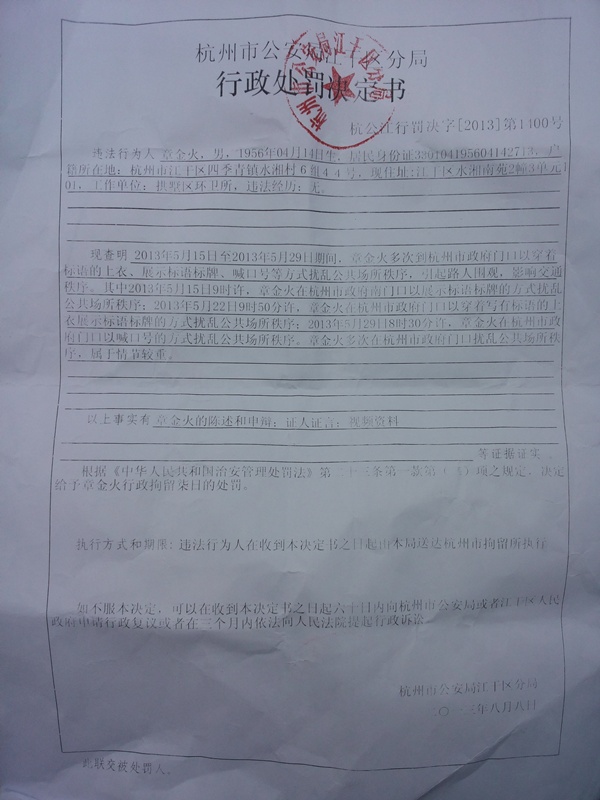 杭州市公安局江干区分局
行政处罚决定书
杭公江行罚决字[2013]第1400号
违法行为人 章金火，男，1956年04月14日生，居民身份证330104195604142713，户
籍所在地：杭州市江干区四季青镇水湘村6组44号，现住址:江干区水湘南苑2幢3单元1
01，工作单位：拱墅区环卫所，违法经历：无。
现查明 2013年5月15日至2013年5月29日期间，章金火多次到杭州市政府门口以穿着
标语的上衣、展示标语标牌、喊口号等方式扰乱公共场所秩序，引起路人围观，影响交通
秩序。其中2013年5月15日9时许，章金火在杭州市政府南门口以展示标语标牌的方式扰乱
公共场所秩序；2013年5月22日9时50分许，章金火在杭州市政府门口以穿着写有标语的上
衣展示标语标牌的方式扰乱公共场所秩序；2013年5月29日8时30分许，章金火在杭州市政
府门口以喊口号的方式扰乱公共场所秩序。章金火多次在杭州市政府门口扰乱公共场所秩
序，属于情节较重。
以上事实有 章金火的陈述和申辩；证人证言；视频资料
等证据证实。
根据《中华人民共和国治安管理处罚法》第二十三条第一款第（ ）项之规定，决定
给予章金火行政拘留柒日的处罚。
执行方式和期限：违法行为人在收到本决定书之日起由本局送达杭州市拘留所执行
如不服本决定，可以在收到本决定书之日起六十日内向杭州市公安局或者江干区人民
政府申请行政复议或者在三个月内依法向人民法院提起行政诉讼
杭州市公安局江干区分局
二〇一三年八月八日
此联交被处罚人。